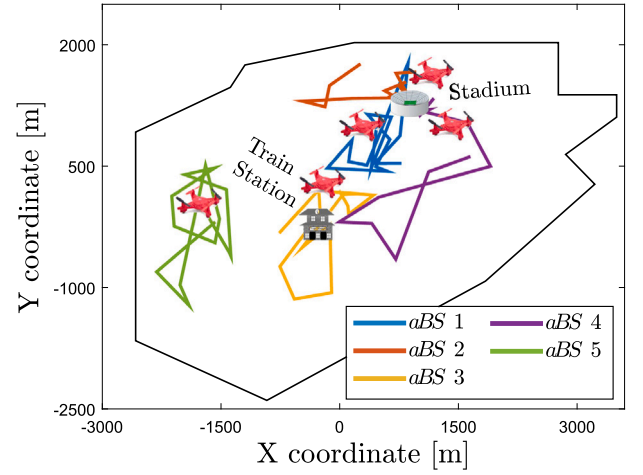 2000
500
-1000
-2500
Y coordinate [m]
Stadium
Train
Station
aBS 1
aBS 2
aBS 3
aBS 4
aBS 5
-3000 -1500 0 1500 3000
X coordinate [m]